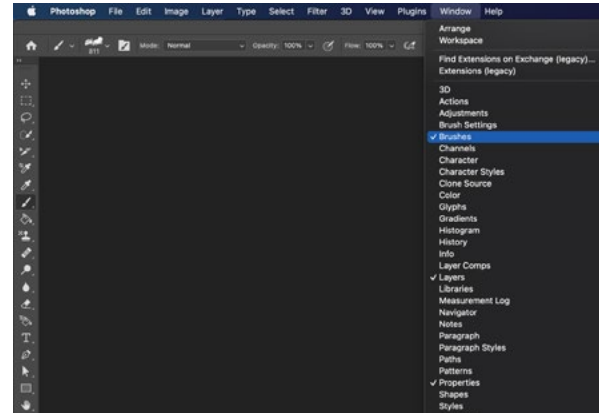 Photoshop File Edit Image Layer Type Select Filter 3D View Plugins Window Help
811 Mode: Normal Opacity: 100% Flow: 100%
Arrange
Workspace
Find Extensions on Exchange (legacy)...
Extensions (legacy)
3D
Actions
Adjustments
Brush Settings
✓ Brushes
Channels
Character
Character Styles
Clone Source
Color
Glyphs
Gradients
Histogram
History
Info
Layer Comps
✓ Layers
Libraries
Measurement Log
Navigator
Notes
Paragraph
Paragraph Styles
Paths
Patterns
✓ Properties
Shapes
Styles